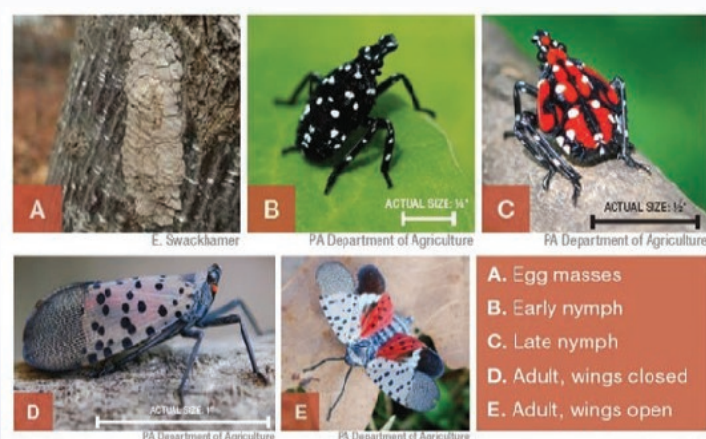 A
E. Swackhamer
B
ACTUAL SIZE: ¼"
PA Department of Agriculture
C
ACTUAL SIZE: ½"
PA Department of Agriculture
D
ACTUAL SIZE: 1"
PA Department of Agriculture
E
PA Department of Agriculture
A. Egg masses
B. Early nymph
C. Late nymph
D. Adult, wings closed
E. Adult, wings open